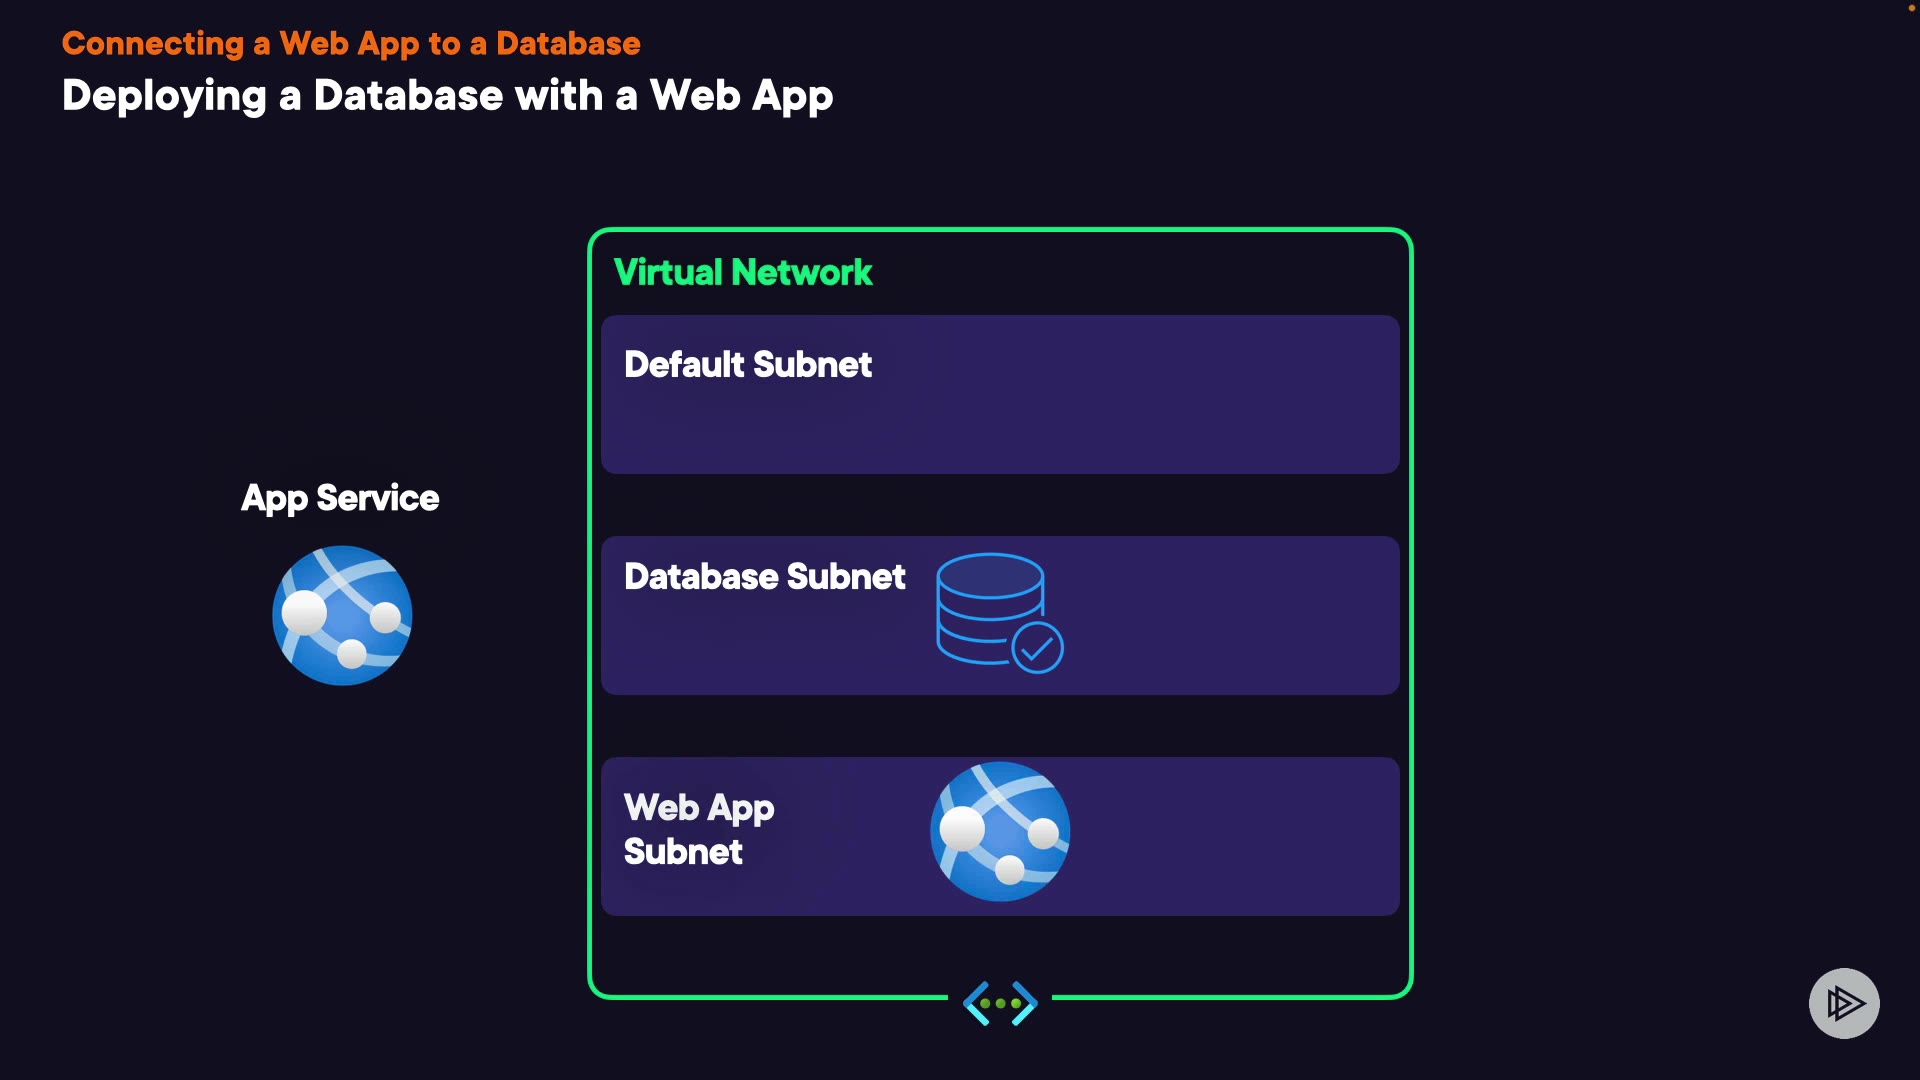 Connecting a Web App to a Database
Deploying a Database with a Web App
Virtual Network
Default Subnet
App Service
Database Subnet
Web App
Subnet